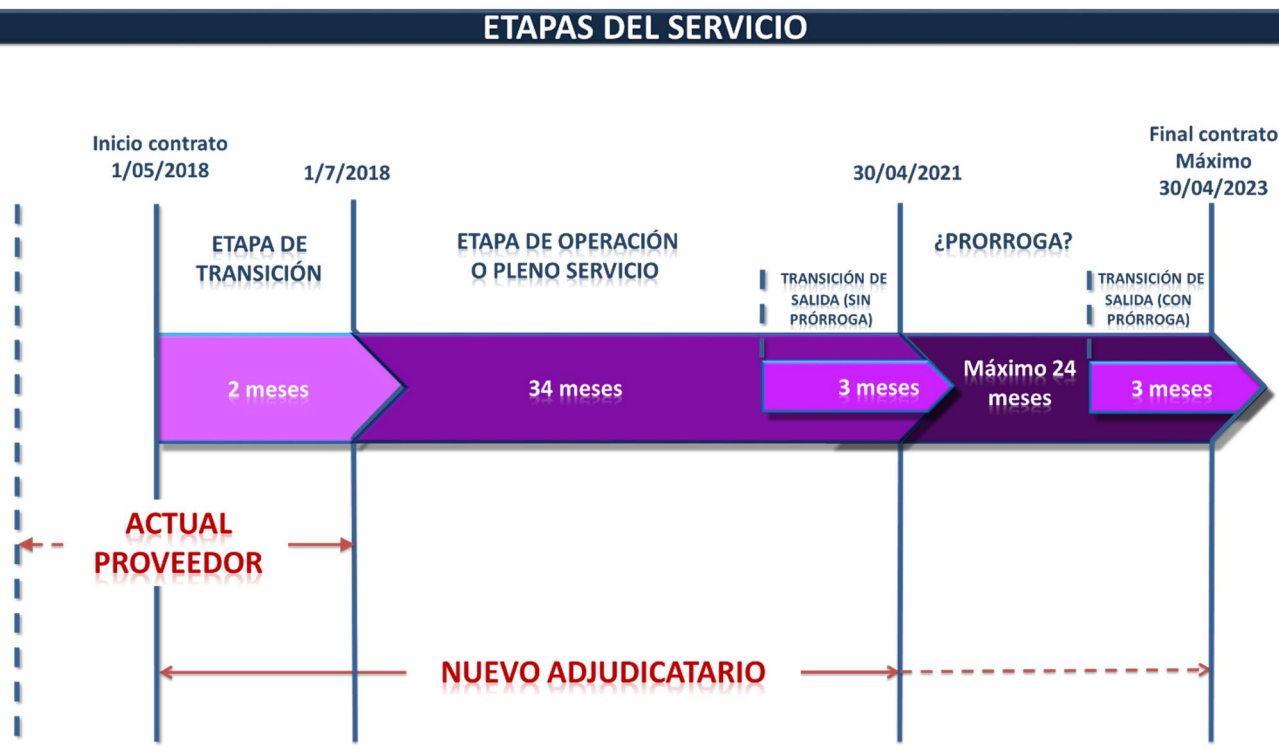 ETAPAS DEL SERVICIO
Inicio contrato
1/05/2018
1/7/2018
30/04/2021
Final contrato
Máximo
30/04/2023
ETAPA DE
TRANSICIÓN
ETAPA DE OPERACIÓN
O PLENO SERVICIO
TRANSICIÓN DE
SALIDA (SIN
PRÓRROGA)
¿PRORROGA?
TRANSICIÓN DE
SALIDA (CON
PRÓRROGA)
2 meses
34 meses
3 meses
Máximo 24
meses
3 meses
ACTUAL
PROVEEDOR
NUEVO ADJUDICATARIO